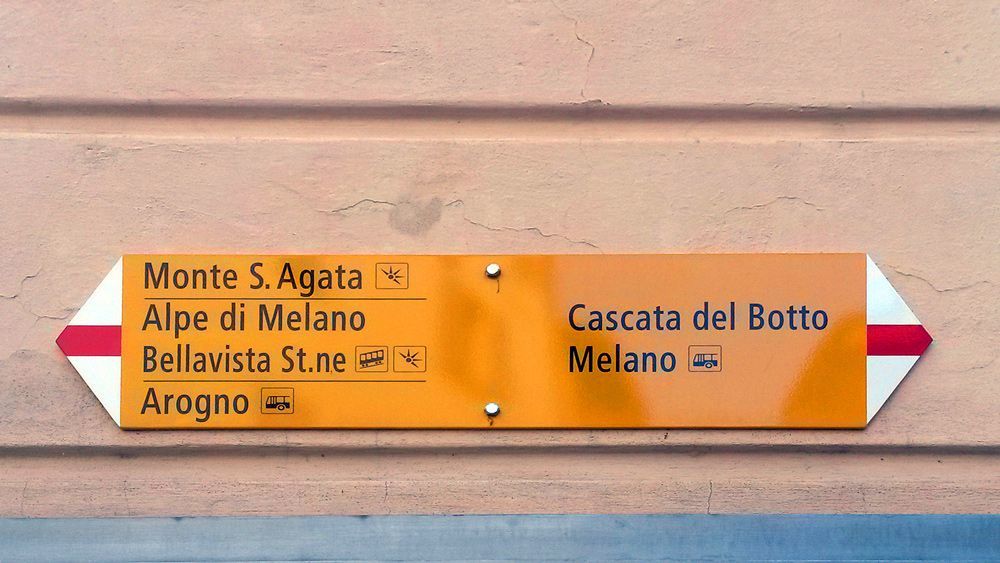 Monte S. Agata
Alpe di Melano
Bellavista St.ne
Arogno
Cascata del Botto
Melano